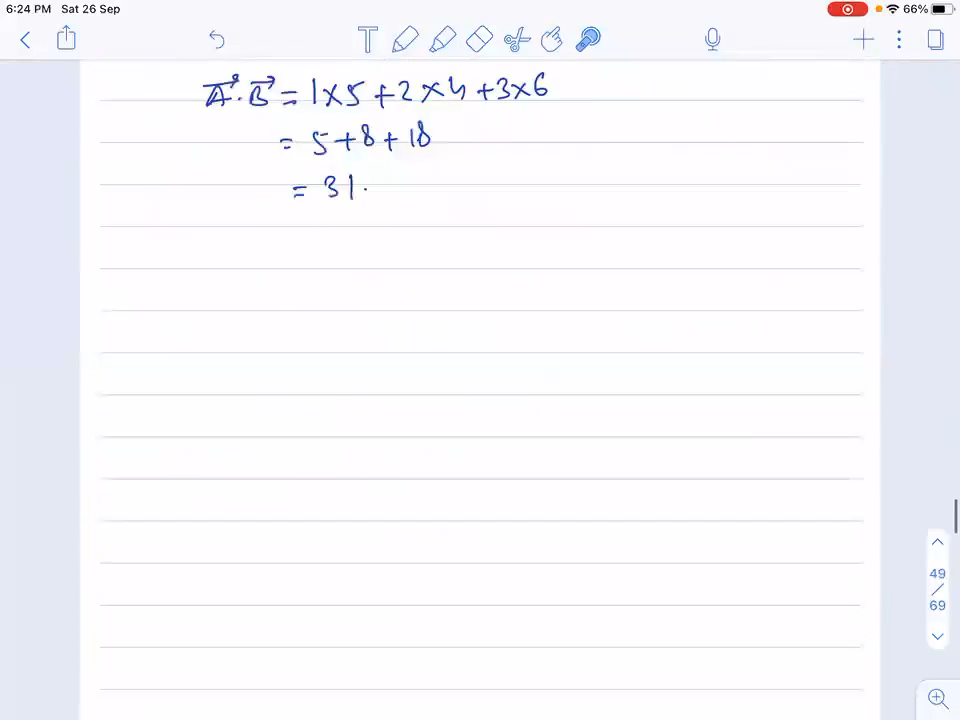 6:24 PM Sat 26 Sep 66%
A⃗·B⃗ = 1×5 + 2×4 + 3×6
= 5+8+18
= 31.
49
/
69